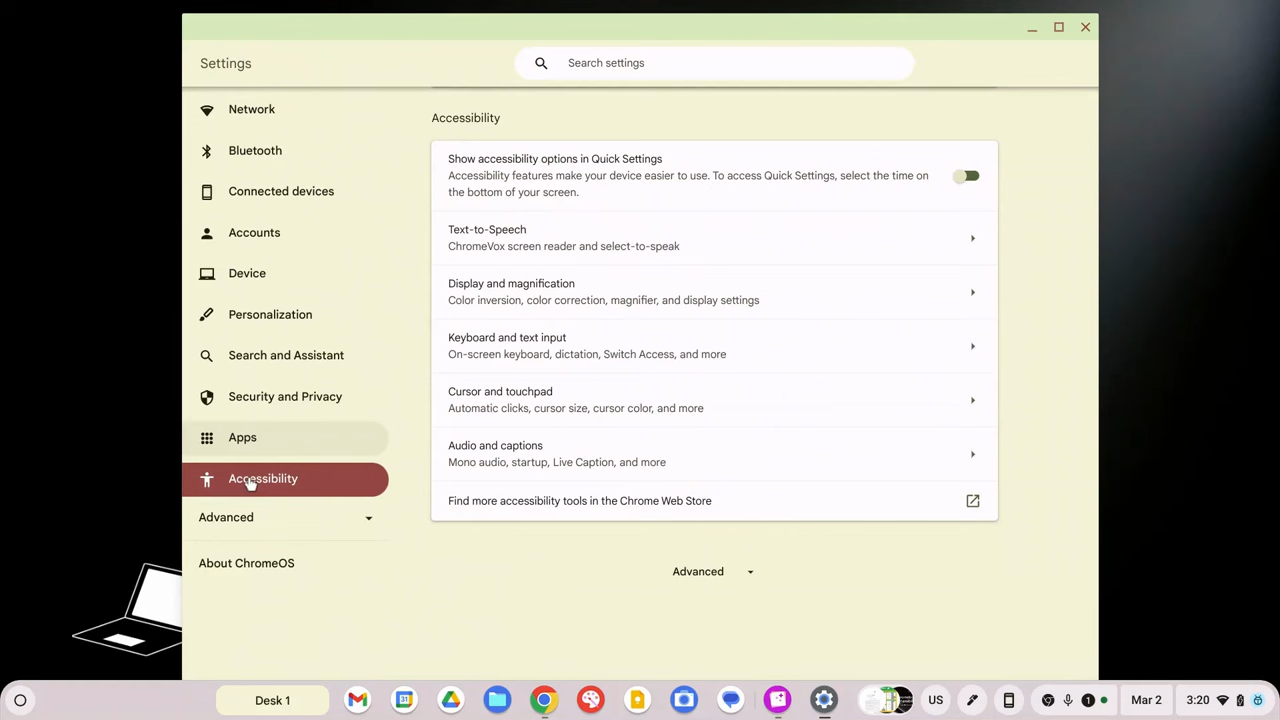 Settings
Search settings
Network
Bluetooth
Connected devices
Accounts
Device
Personalization
Search and Assistant
Security and Privacy
Apps
Accessibility
Advanced
About ChromeOS
Accessibility
Show accessibility options in Quick Settings
Accessibility features make your device easier to use. To access Quick Settings, select the time on
the bottom of your screen.
Text-to-Speech
ChromeVox screen reader and select-to-speak
Display and magnification
Color inversion, color correction, magnifier, and display settings
Keyboard and text input
On-screen keyboard, dictation, Switch Access, and more
Cursor and touchpad
Automatic clicks, cursor size, cursor color, and more
Audio and captions
Mono audio, startup, Live Caption, and more
Find more accessibility tools in the Chrome Web Store
Advanced
Desk 1
31
US
1
Mar 2
3:20